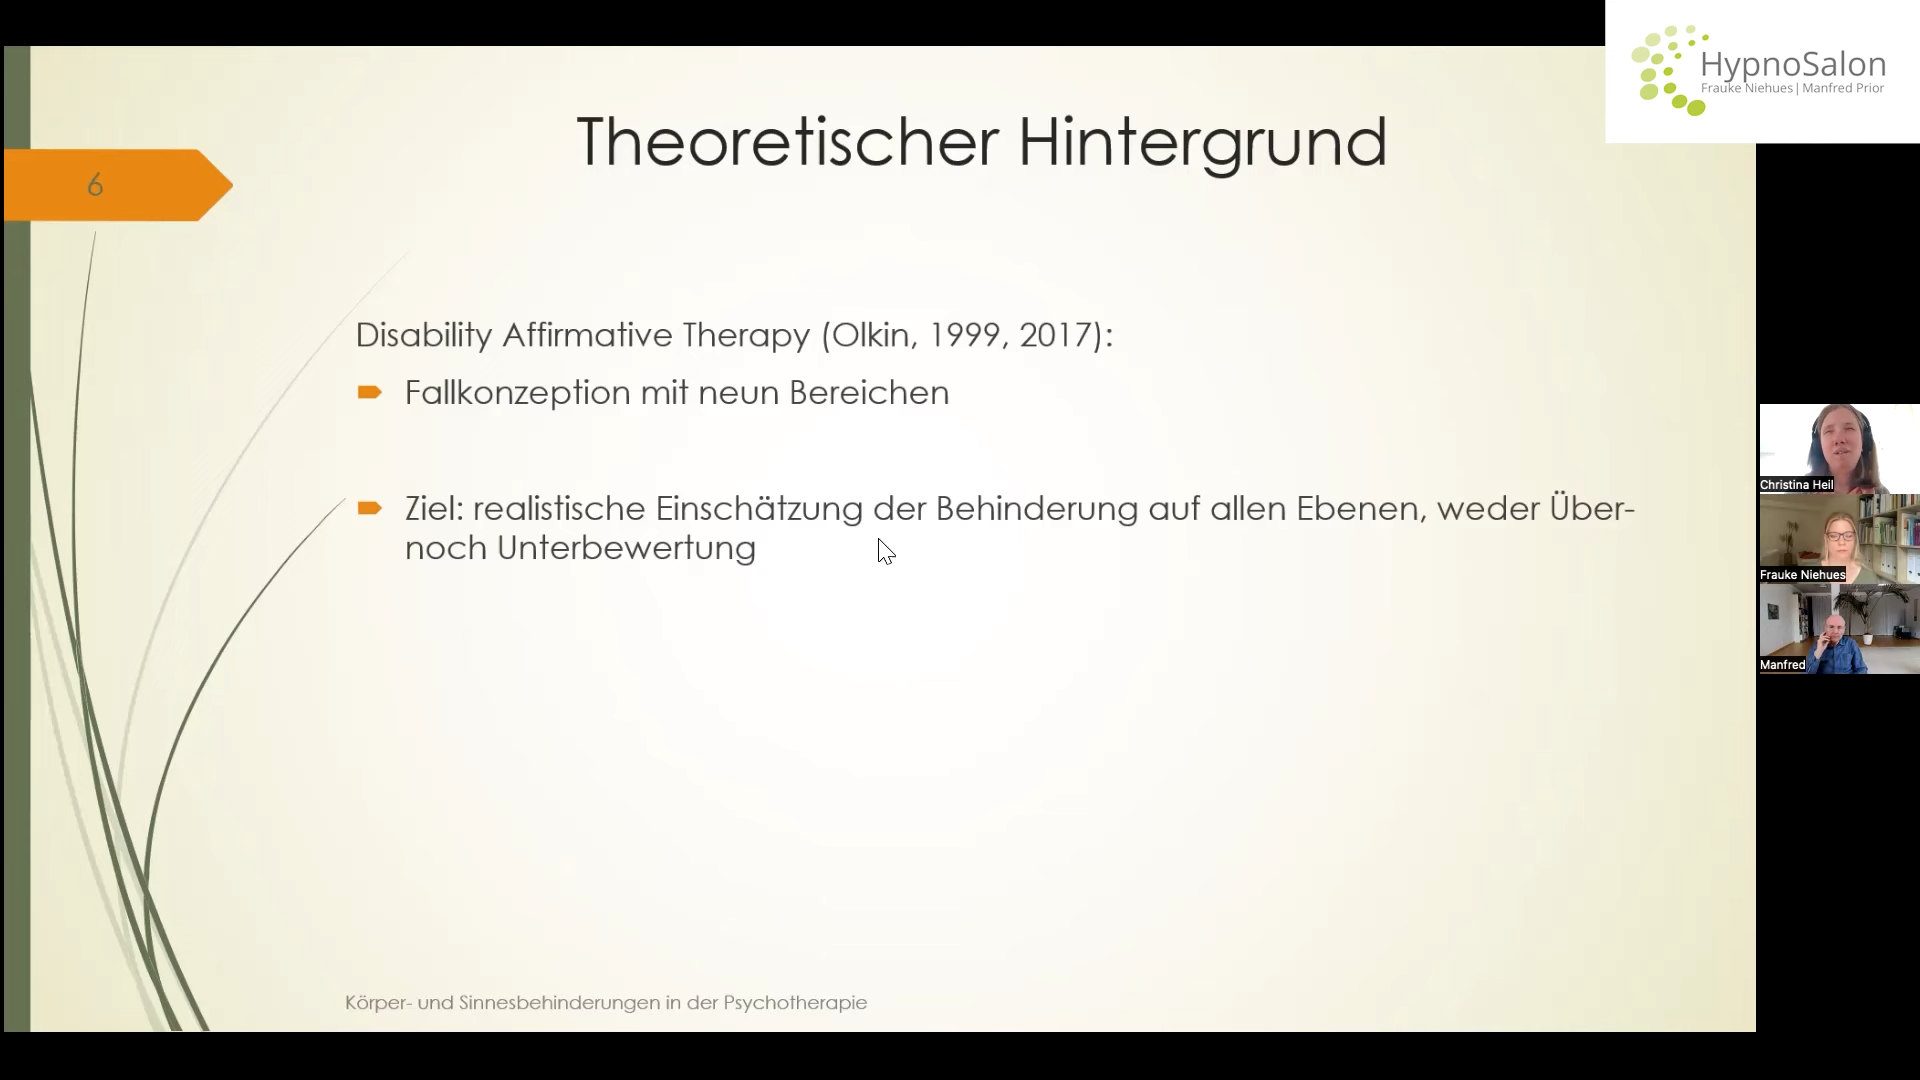 HypnoSalon
Frauke Niehues | Manfred Prior
Theoretischer Hintergrund
6
Disability Affirmative Therapy (Olkin, 1999, 2017):
Fallkonzeption mit neun Bereichen
Ziel: realistische Einschätzung der Behinderung auf allen Ebenen, weder Über-
noch Unterbewertung
Christina Heil
Frauke Niehues
Manfred
Körper- und Sinnesbehinderungen in der Psychotherapie